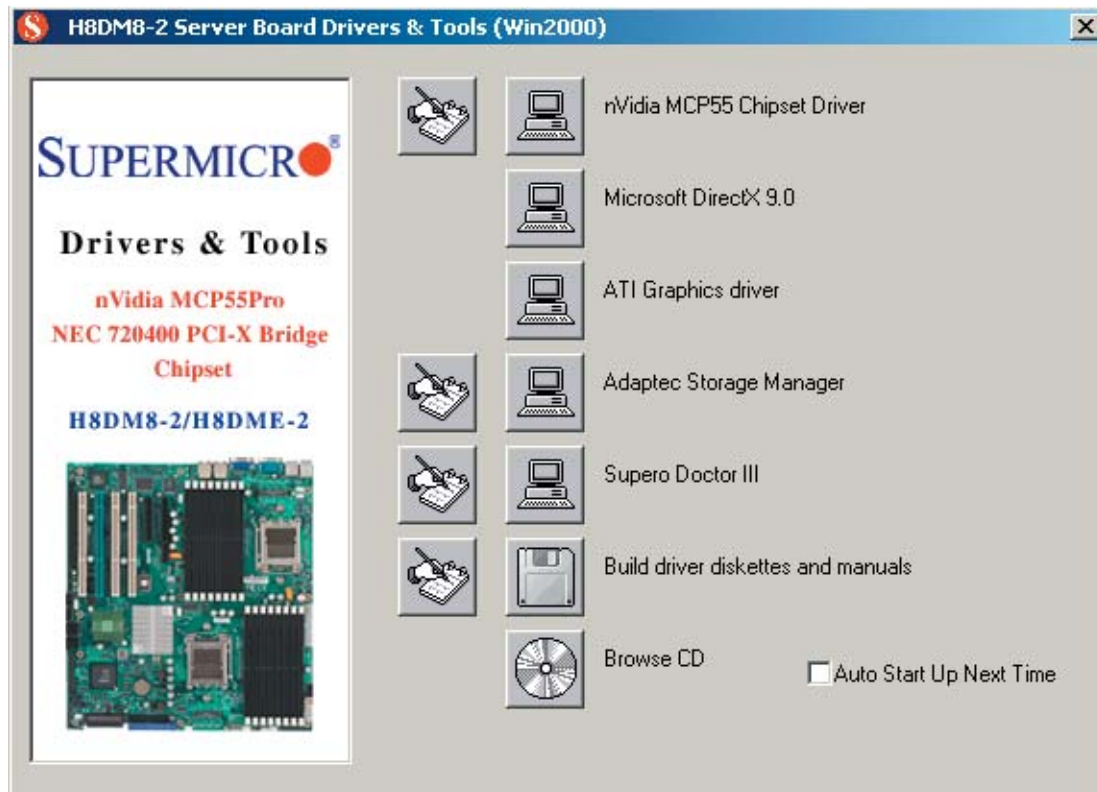 H8DM8-2 Server Board Drivers & Tools (Win2000)
SUPERMICRO®
Drivers & Tools
nVidia MCP55Pro
NEC 720400 PCI-X Bridge
Chipset
H8DM8-2/H8DME-2
nVidia MCP55 Chipset Driver
Microsoft DirectX 9.0
ATI Graphics driver
Adaptec Storage Manager
Supero Doctor III
Build driver diskettes and manuals
Browse CD
Auto Start Up Next Time